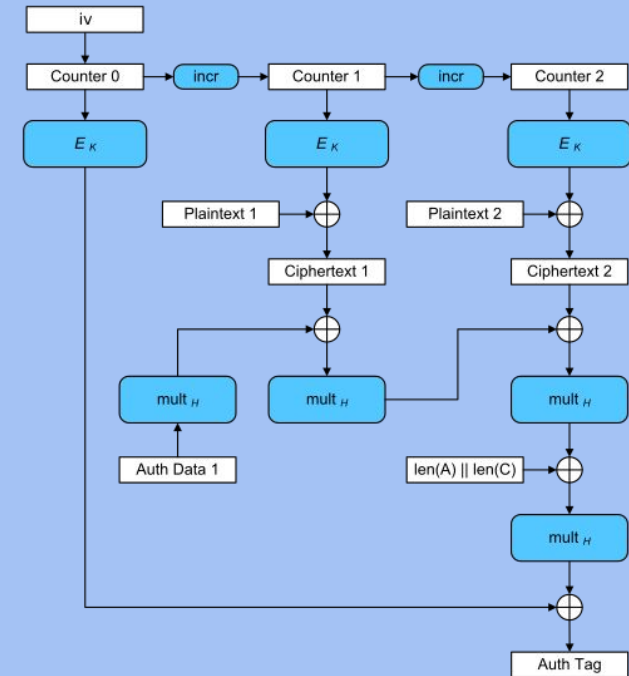 iv
Counter 0
incr
Counter 1
incr
Counter 2
E K
E K
E K
Plaintext 1
Plaintext 2
Ciphertext 1
Ciphertext 2
mult H
mult H
mult H
Auth Data 1
len(A) || len(C)
mult H
Auth Tag